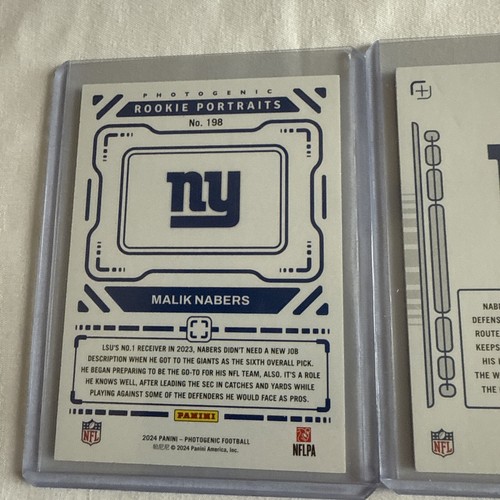 PHOTOGENIC
ROOKIE PORTRAITS
No. 198
ny
MALIK NABERS
LSU'S NO.1 RECEIVER IN 2023, NABERS DIDN'T NEED A NEW JOB
DESCRIPTION WHEN HE GOT TO THE GIANTS AS THE SIXTH OVERALL PICK.
HE BEGAN PREPARING TO BE THE GO-TO FOR HIS NFL TEAM, ALSO. IT'S A ROLE
HE KNOWS WELL, AFTER LEADING THE SEC IN CATCHES AND YARDS WHILE
PLAYING AGAINST SOME OF THE DEFENDERS HE WOULD FACE AS PROS.
PANINI
NFL
2024 PANINI – PHOTOGENIC FOOTBALL
帕尼尼 © 2024 Panini America, Inc.
NFLPA
DEFENS
ROUTE
KEEPS
HIS
THE W
THE
NFL